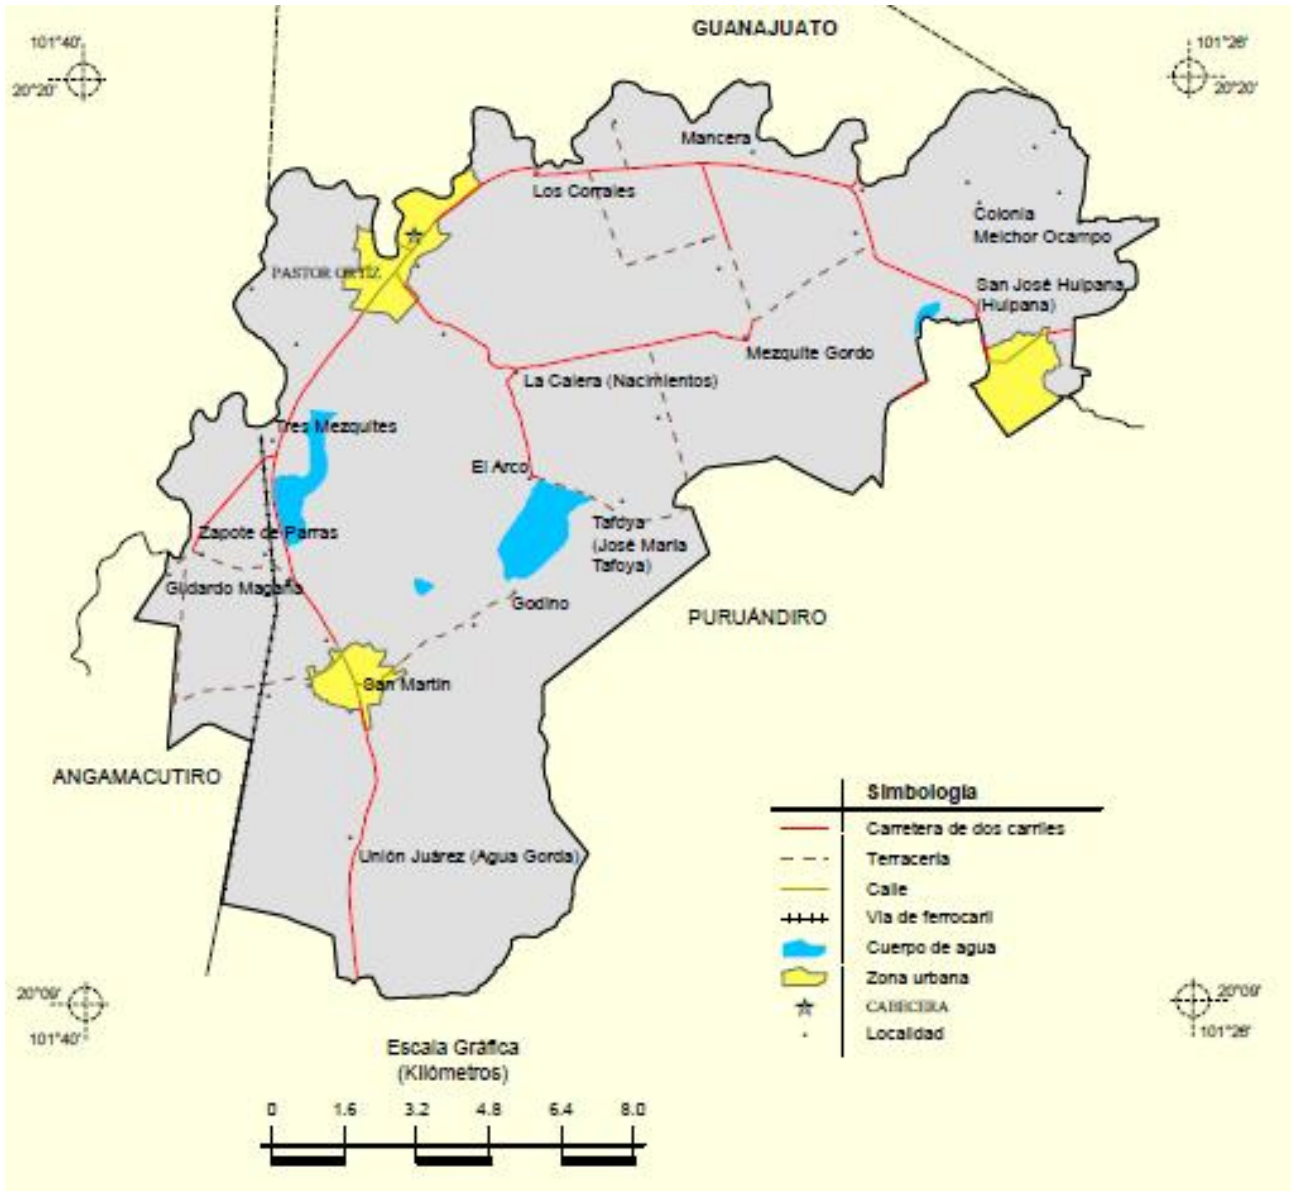 GUANAJUATO
101°40'
20°20'
101°26'
20°20'
Mancera
Los Corrales
Colonia
Melchor Ocampo
PASTOR ORTÍZ
San José Huipana
(Huipana)
Mezquite Gordo
La Calera (Nacimientos)
Tres Mezquites
El Arco
Zapote de Parras
Tafoya
(José María
Tafoya)
Gildardo Magaña
Godino
PURUÁNDIRO
San Martín
ANGAMACUTIRO
Unión Juárez (Agua Gorda)
Simbología
Carretera de dos carriles
Terracería
Calle
Vía de ferrocaril
Cuerpo de agua
Zona urbana
CABECERA
Localidad
20°09'
101°40'
20°09'
101°26'
Escala Gráfica
(Kilómetros)
0 1.6 3.2 4.8 6.4 8.0